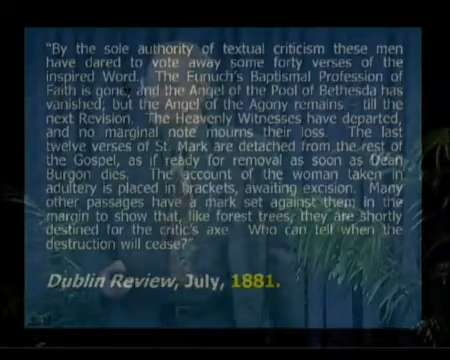 "By the sole authority of textual criticism these men
have dared to vote away some forty verses of the
inspired Word. The Eunuch's Baptismal Profession of
Faith is gone; and the Angel of the Pool of Bethesda has
vanished; but the Angel of the Agony remains – till the
next Revision. The Heavenly Witnesses have departed,
and no marginal note mourns their loss. The last
twelve verses of St. Mark are detached from the rest of
the Gospel, as if ready for removal as soon as Dean
Burgon dies. The account of the woman taken in
adultery is placed in brackets, awaiting excision. Many
other passages have a mark set against them in the
margin to show that, like forest trees, they are shortly
destined for the critic's axe. Who can tell when the
destruction will cease?"
Dublin Review, July, 1881.